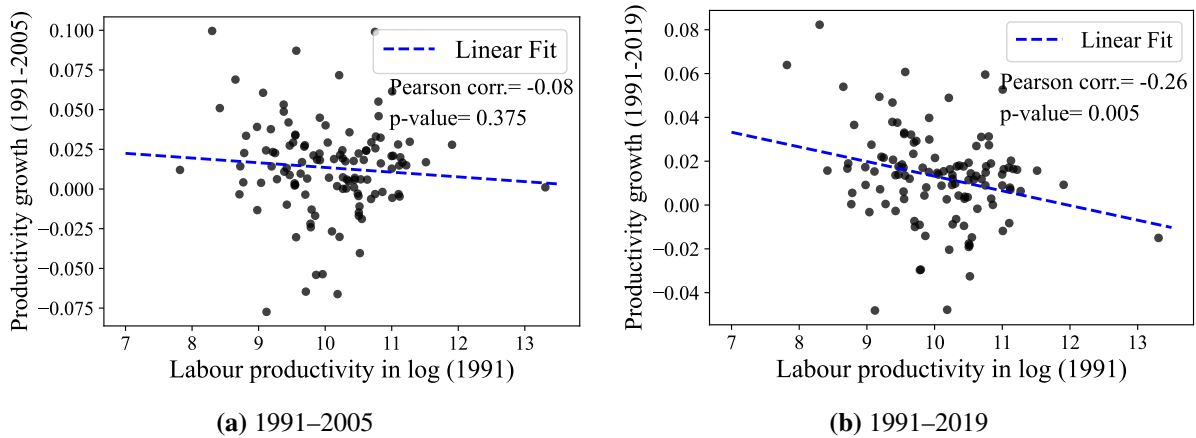 Productivity growth (1991-2005)
0.100
0.075
0.050
0.025
0.000
−0.025
−0.050
−0.075
Linear Fit
Pearson corr.= -0.08
p-value= 0.375
7 8 9 10 11 12 13
Labour productivity in log (1991)
(a) 1991–2005
Productivity growth (1991-2019)
0.08
0.06
0.04
0.02
0.00
−0.02
−0.04
Linear Fit
Pearson corr.= -0.26
p-value= 0.005
7 8 9 10 11 12 13
Labour productivity in log (1991)
(b) 1991–2019